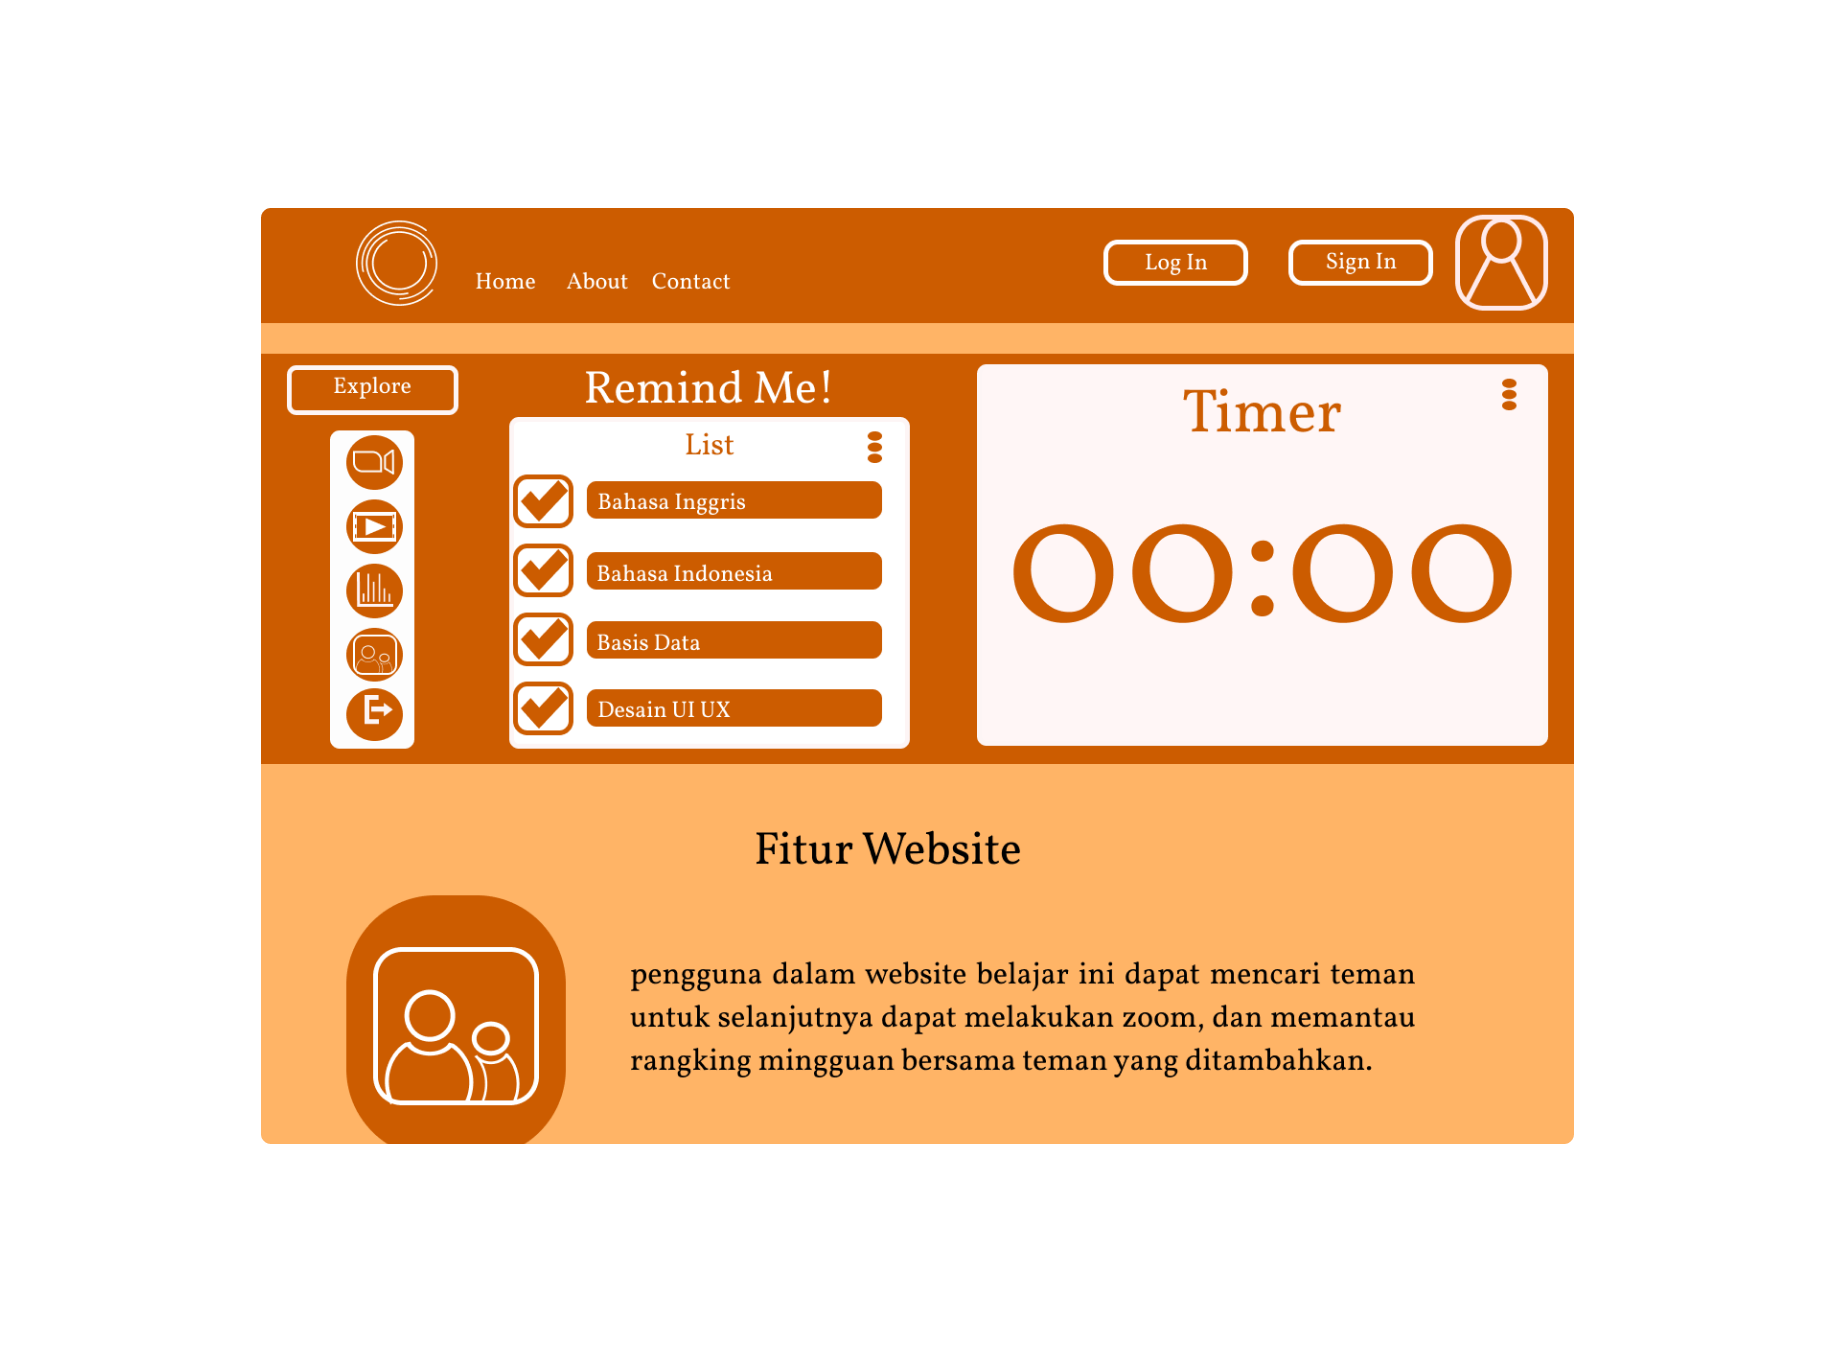 Home About Contact
Log In
Sign In
Explore
Remind Me!
List
Bahasa Inggris
Bahasa Indonesia
Basis Data
Desain UI UX
Timer
00:00
Fitur Website
pengguna dalam website belajar ini dapat mencari teman
untuk selanjutnya dapat melakukan zoom, dan memantau
rangking mingguan bersama teman yang ditambahkan.